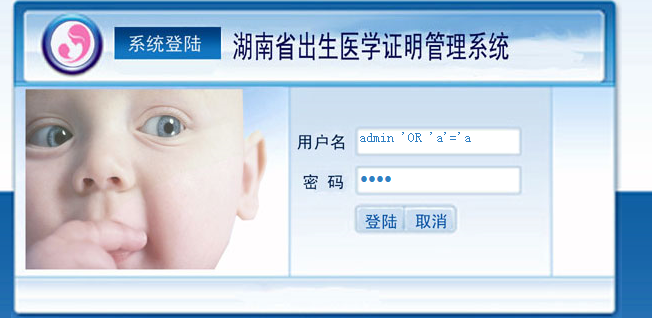 系统登陆
湖南省出生医学证明管理系统
用户名
admin 'OR 'a'='a
密 码
••••
登陆 取消